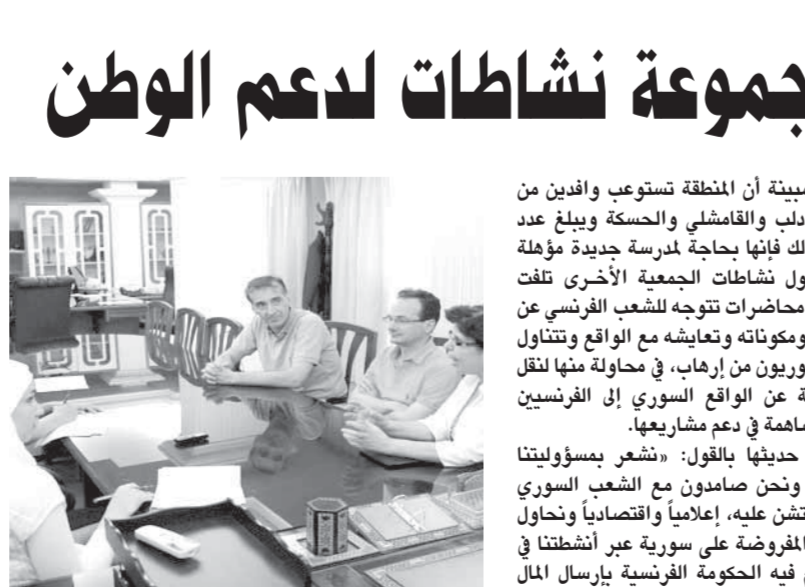 جموعة نشاطات لدعم الوطن
مبينة أن المنطقة تستوعب وافدين من
دلب والقامشلي والحسكة ويبلغ عدد
لك فإنها بحاجة لمدرسة جديدة مؤهلة
ول نشاطات الجمعية الأخرى تلفت
محاضرات تتوجه للشعب الفرنسي عن
ومكوناته وتعايشه مع الواقع وتتناول
وريون من إرهاب، في محاولة منها لنقل
ة عن الواقع السوري إلى الفرنسيين
ساهمة في دعم مشاريعها.
حديثها بالقول: «نشعر بمسؤوليتنا
ونحن صامدون مع الشعب السوري
تشن عليه، إعلامياً واقتصادياً ونحاول
المفروضة على سورية عبر أنشطتنا في
فيه الحكومة الفرنسية بإرسال المال